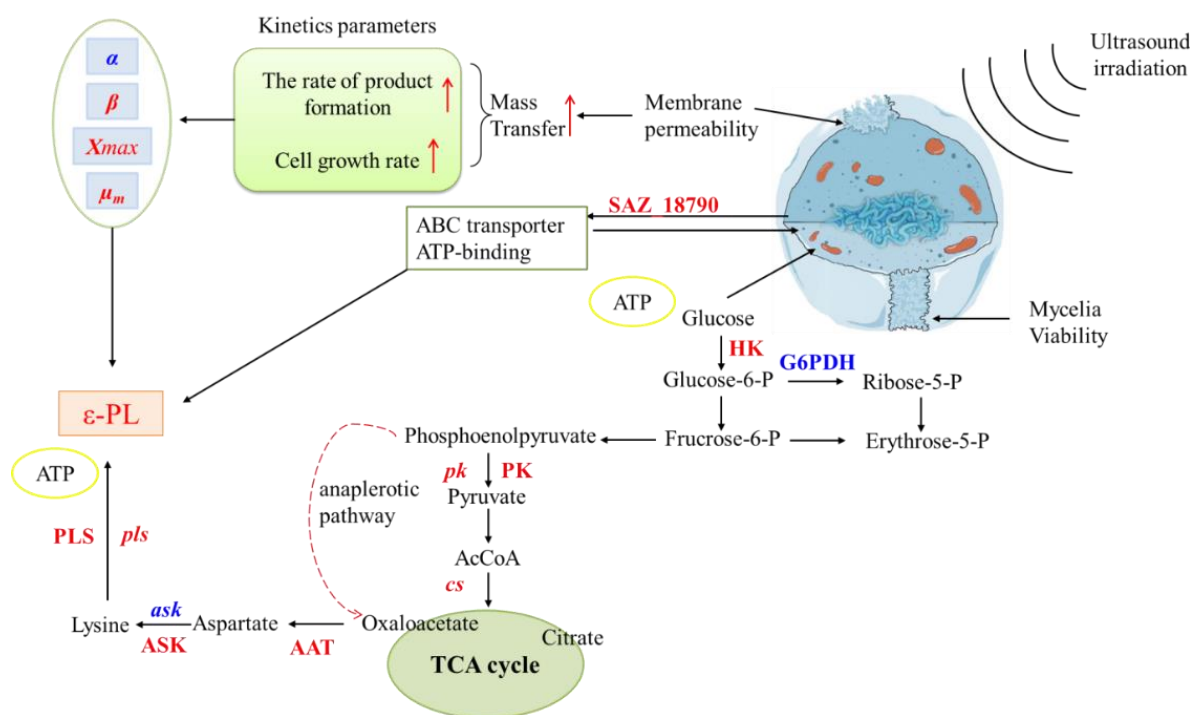 Kinetics parameters
Ultrasound
irradiation
α
β
Xmax
μm
The rate of product
formation
Cell growth rate
Mass
Transfer
Membrane
permeability
SAZ_18790
ABC transporter
ATP-binding
ATP
Glucose
Mycelia
Viability
HK
G6PDH
Glucose-6-P
Ribose-5-P
ε-PL
Phosphoenolpyruvate
Frucrose-6-P
Erythrose-5-P
ATP
anaplerotic
pathway
pk
PK
Pyruvate
PLS
pls
AcCoA
cs
Lysine
ask
ASK
Aspartate
AAT
Oxaloacetate
Citrate
TCA cycle